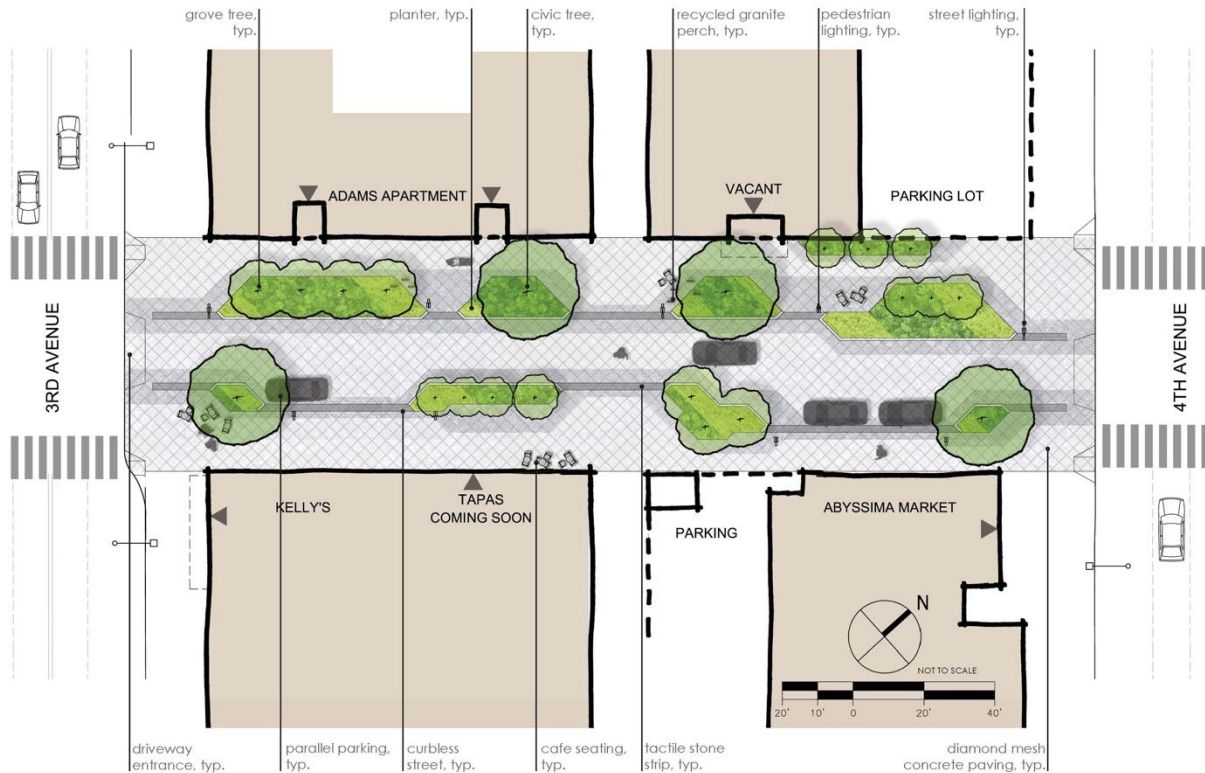 grove tree,
typ.
planter, typ.
civic tree,
typ.
recycled granite
perch, typ.
pedestrian
lighting, typ.
street lighting,
typ.
ADAMS APARTMENT
VACANT
PARKING LOT
3RD AVENUE
4TH AVENUE
KELLY'S
TAPAS
COMING SOON
PARKING
ABYSSIMA MARKET
N
NOT TO SCALE
20' 10' 0 20' 40'
driveway
entrance, typ.
parallel parking,
typ.
curbless
street, typ.
cafe seating,
typ.
tactile stone
strip, typ.
diamond mesh
concrete paving, typ.